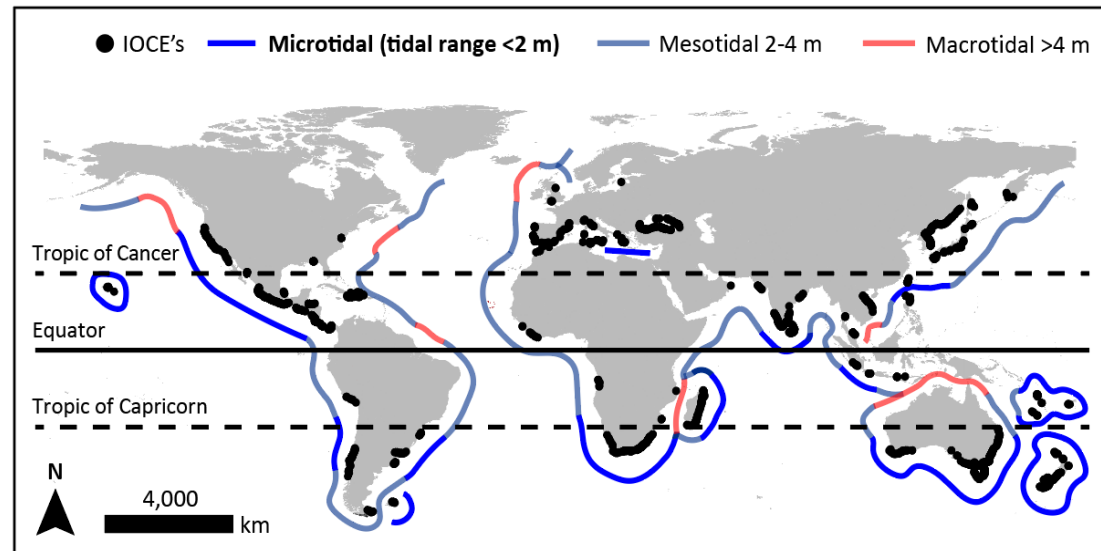 IOCE's Microtidal (tidal range <2 m) Mesotidal 2-4 m Macrotidal >4 m
Tropic of Cancer
Equator
Tropic of Capricorn
N
4,000
km